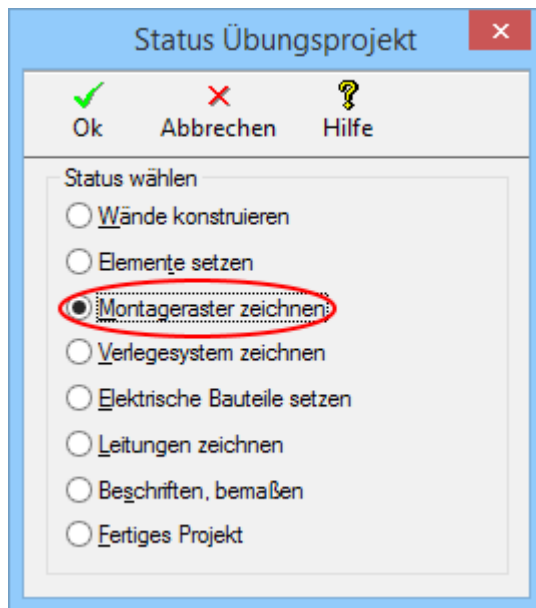 Status Übungsprojekt
Ok Abbrechen Hilfe
Status wählen
Wände konstruieren
Elemente setzen
Montageraster zeichnen
Verlegesystem zeichnen
Elektrische Bauteile setzen
Leitungen zeichnen
Beschriften, bemaßen
Fertiges Projekt